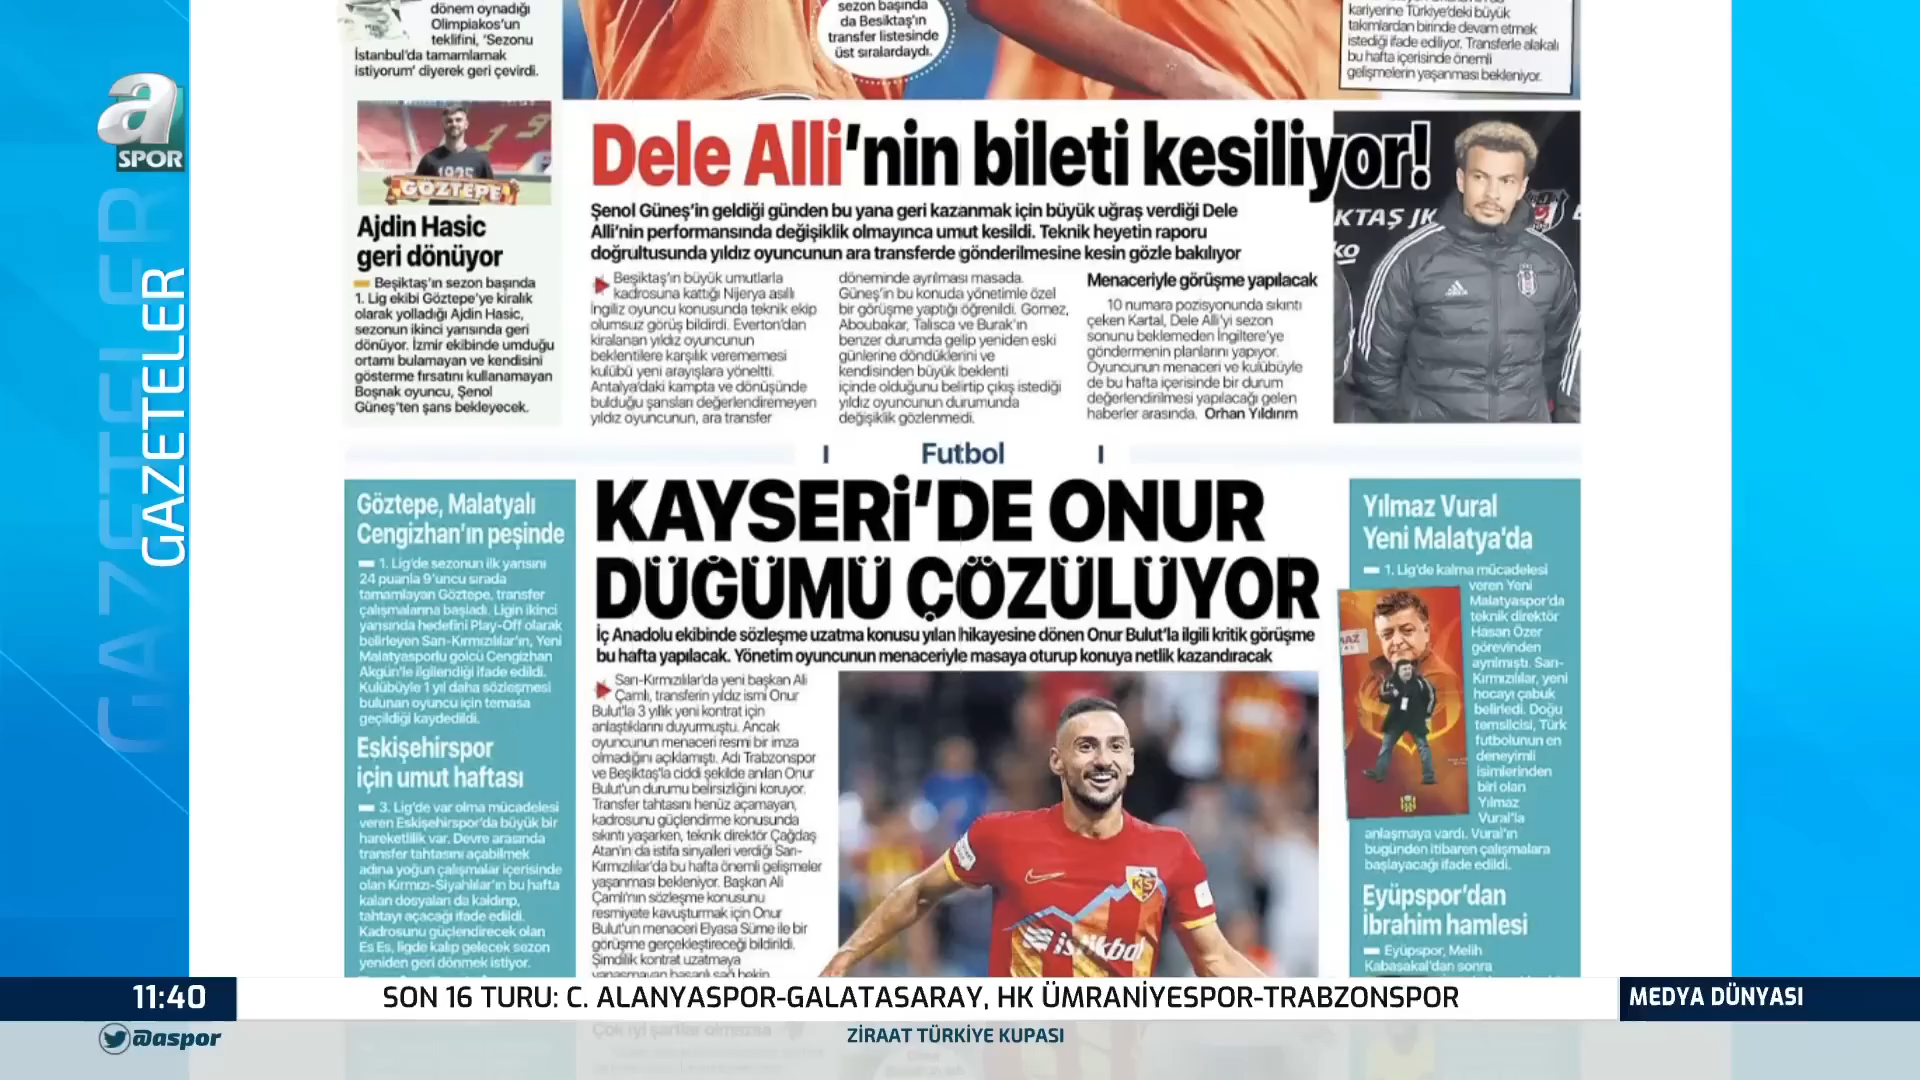 dönem oynadığı
Olimpiakos'un
teklifini, 'Sezonu
İstanbul'da tamamlamak
istiyorum' diyerek geri çevirdi.
sezon başında
da Beşiktaş'ın
transfer listesinde
üst sıralardaydı.
kariyerine Türkiye'deki büyük
takımlardan birinde devam etmek
istediği ifade ediliyor. Transferle alakalı
bu hafta içerisinde önemli
gelişmelerin yaşanması bekleniyor.
a
SPOR
GAZETELER
GAZETELER
1 9
1925
GÖZTEPE
Ajdin Hasic
geri dönüyor
Beşiktaş'ın sezon başında
1. Lig ekibi Göztepe'ye kiralık
olarak yolladığı Ajdin Hasic,
sezonun ikinci yarısında geri
dönüyor. İzmir ekibinde umduğu
ortamı bulamayan ve kendisini
gösterme fırsatını kullanamayan
Boşnak oyuncu, Şenol
Güneş'ten şans bekleyecek.
Dele Alli'nin bileti kesiliyor!
Şenol Güneş'in geldiği günden bu yana geri kazanmak için büyük uğraş verdiği Dele
Alli'nin performansında değişiklik olmayınca umut kesildi. Teknik heyetin raporu
doğrultusunda yıldız oyuncunun ara transferde gönderilmesine kesin gözle bakılıyor
Beşiktaş'ın büyük umutlarla
kadrosuna kattığı Nijerya asıllı
İngiliz oyuncu konusunda teknik ekip
olumsuz görüş bildirdi. Everton'dan
kiralanan yıldız oyuncunun
beklentilere karşılık verememesi
kulübü yeni arayışlara yöneltti.
Antalya'daki kampta ve dönüşünde
bulduğu şansları değerlendiremeyen
yıldız oyuncunun, ara transfer
döneminde ayrılması masada.
Güneş'in bu konuda yönetimle özel
bir görüşme yaptığı öğrenildi. Gomez,
Aboubakar, Talisca ve Burak'ın
benzer durumda gelip yeniden eski
günlerine döndüklerini ve
kendisinden büyük beklenti
içinde olduğunu belirtip çıkış istediği
yıldız oyuncunun durumunda
değişiklik gözlenmedi.
Menaceriyle görüşme yapılacak
10 numara pozisyonunda sıkıntı
çeken Kartal, Dele Alli'yi sezon
sonunu beklemeden İngiltere'ye
göndermenin planlarını yapıyor.
Oyuncunun menaceri ve kulübüyle
de bu hafta içerisinde bir durum
değerlendirilmesi yapılacağı gelen
haberler arasında. Orhan Yıldırım
KTAŞ JK
ko
Futbol
Göztepe, Malatyalı
Cengizhan'ın peşinde
1. Lig'de sezonun ilk yarısını
24 puanla 9'uncu sırada
tamamlayan Göztepe, transfer
çalışmalarına başladı. Ligin ikinci
yarısında hedefini Play-Off olarak
belirleyen Sarı-Kırmızılılar'ın, Yeni
Malatyasporlu golcü Cengizhan
Akgün'le ilgilendiği ifade edildi.
Kulübüyle 1 yıl daha sözleşmesi
bulunan oyuncu için temasa
geçildiği kaydedildi.
Eskişehirspor
için umut haftası
3. Lig'de var olma mücadelesi
veren Eskişehirspor'da büyük bir
hareketlilik var. Devre arasında
transfer tahtasını açabilmek
adına yoğun çalışmalar içerisinde
olan Kırmızı-Siyahlılar'ın bu hafta
kalan dosyaları da kaldırıp,
tahtayı açacağı ifade edildi.
Kadrosunu güçlendirecek olan
Es Es, ligde kalıp gelecek sezon
yeniden geri dönmek istiyor.
KAYSERİ'DE ONUR
DÜĞÜMÜ ÇÖZÜLÜYOR
İç Anadolu ekibinde sözleşme uzatma konusu yılan hikayesine dönen Onur Bulut'la ilgili kritik görüşme
bu hafta yapılacak. Yönetim oyuncunun menaceriyle masaya oturup konuya netlik kazandıracak
Sarı-Kırmızılılar'da yeni başkan Ali
Çamlı, transferin yıldız ismi Onur
Bulut'la 3 yıllık yeni kontrat için
anlaştıklarını duyurmuştu. Ancak
oyuncunun menaceri resmi bir imza
olmadığını açıklamıştı. Adı Trabzonspor
ve Beşiktaş'la ciddi şekilde anılan Onur
Bulut'un durumu belirsizliğini koruyor.
Transfer tahtasını henüz açamayan,
kadrosunu güçlendirme konusunda
sıkıntı yaşarken, teknik direktör Çağdaş
Atan'ın da istifa sinyalleri verdiği Sarı-
Kırmızılılar'da bu hafta önemli gelişmeler
yaşanması bekleniyor. Başkan Ali
Çamlı'nın sözleşme konusunu
resmiyete kavuşturmak için Onur
Bulut'un menaceri Elyasa Süme ile bir
görüşme gerçekleştireceği bildirildi.
Şimdilik kontrat uzatmaya
yanaşmayan başarılı sağ bekin
KS
istikbal
Yılmaz Vural
Yeni Malatya'da
1. Lig'de kalma mücadelesi
veren Yeni
Malatyaspor'da
teknik direktör
Hasan Özer
görevinden
ayrılmıştı. Sarı-
Kırmızılılar, yeni
hocayı çabuk
belirledi. Doğu
temsilcisi, Türk
futbolunun en
deneyimli
isimlerinden
biri olan
Yılmaz
Vural'la
anlaşmaya vardı. Vural'ın
bugünden itibaren çalışmalara
başlayacağı ifade edildi.
Eyüpspor'dan
İbrahim hamlesi
Eyüpspor, Melih
Kabasakal'dan sonra
11:40
SON 16 TURU: C. ALANYASPOR-GALATASARAY, HK ÜMRANİYESPOR-TRABZONSPOR
MEDYA DÜNYASI
@aspor
ZİRAAT TÜRKİYE KUPASI